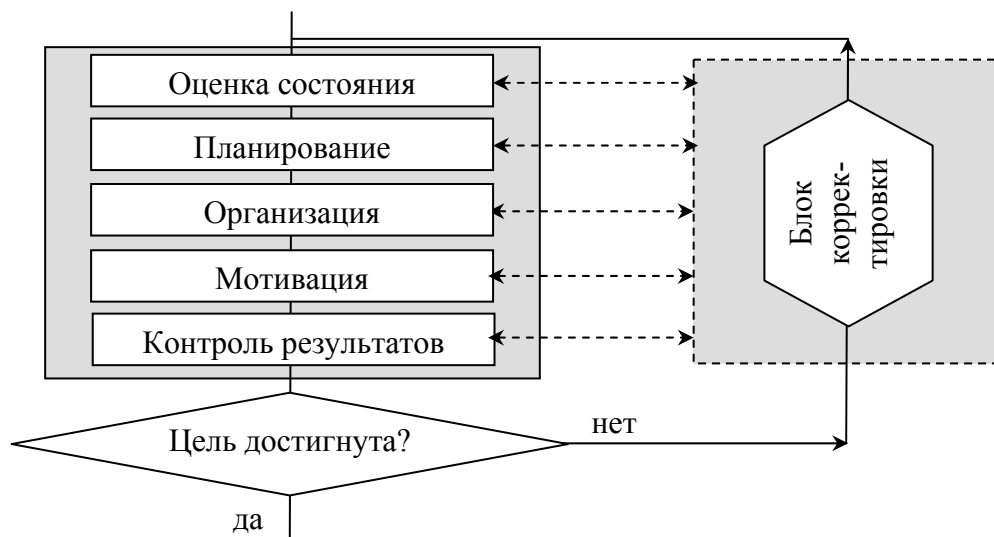 Оценка состояния
Планирование
Организация
Мотивация
Контроль результатов
Блок
коррек-
тировки
Цель достигнута?
нет
да